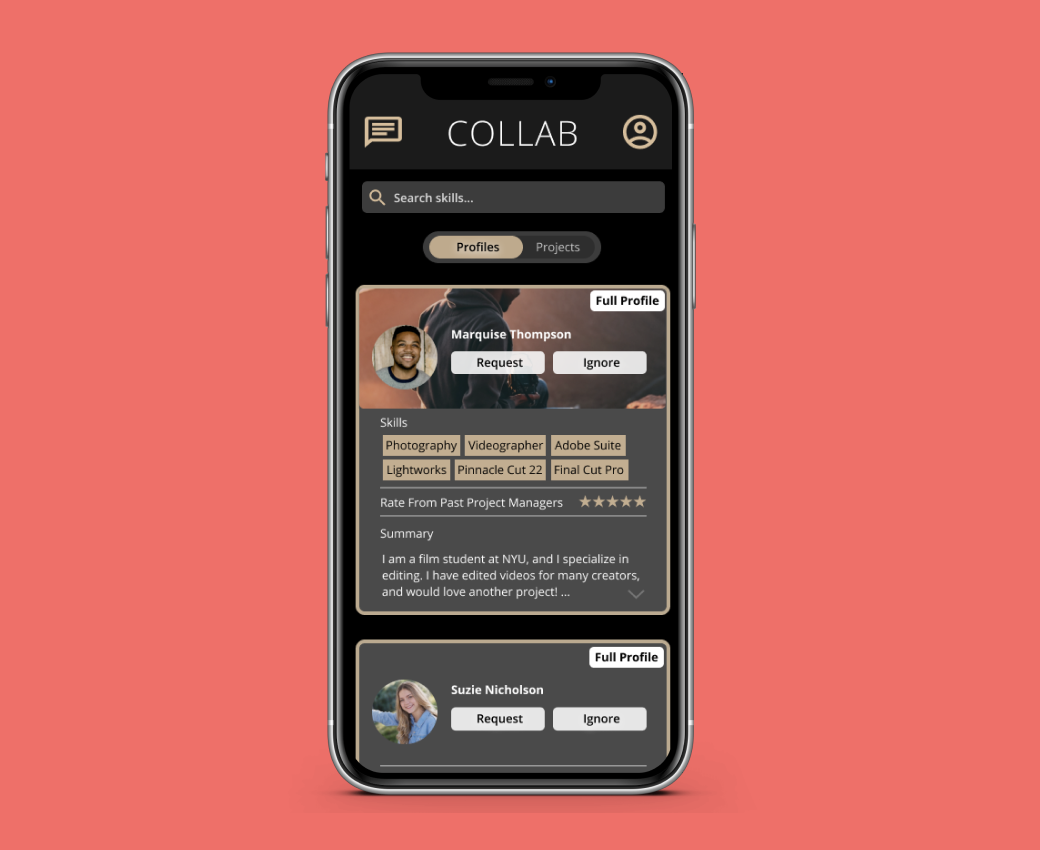 COLLAB
Search skills...
Profiles Projects
Full Profile
Marquise Thompson
Request Ignore
Skills
Photography Videographer Adobe Suite
Lightworks Pinnacle Cut 22 Final Cut Pro
Rate From Past Project Managers
Summary
I am a film student at NYU, and I specialize in
editing. I have edited videos for many creators,
and would love another project! ...
Full Profile
Suzie Nicholson
Request Ignore